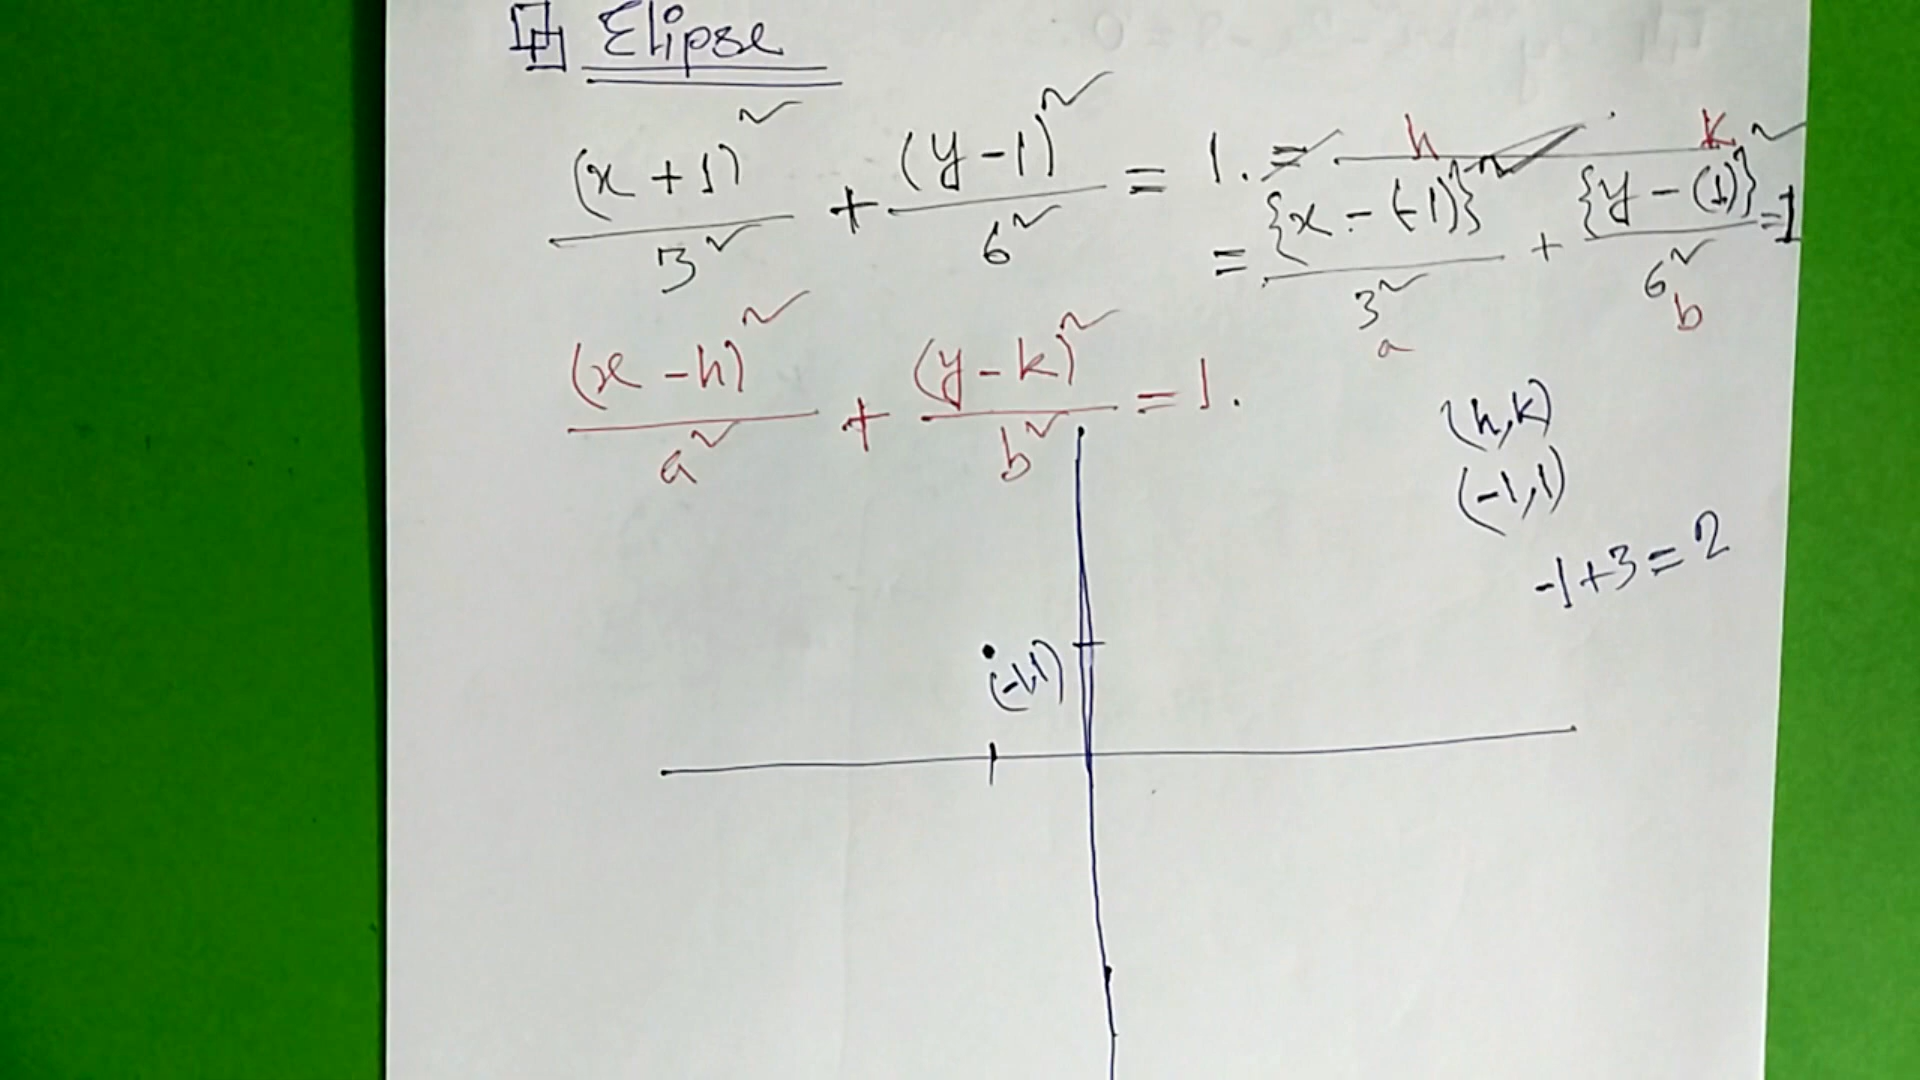 Elipse
(x+1)²/3² + (y-1)²/6² = 1. =
h k
= {x-(-1)}²/3² + {y-(1)}²/6² = 1
a b
(x-h)²/a² + (y-k)²/b² = 1.
(h,k)
(-1,1)
-1+3=2
(-1,1)